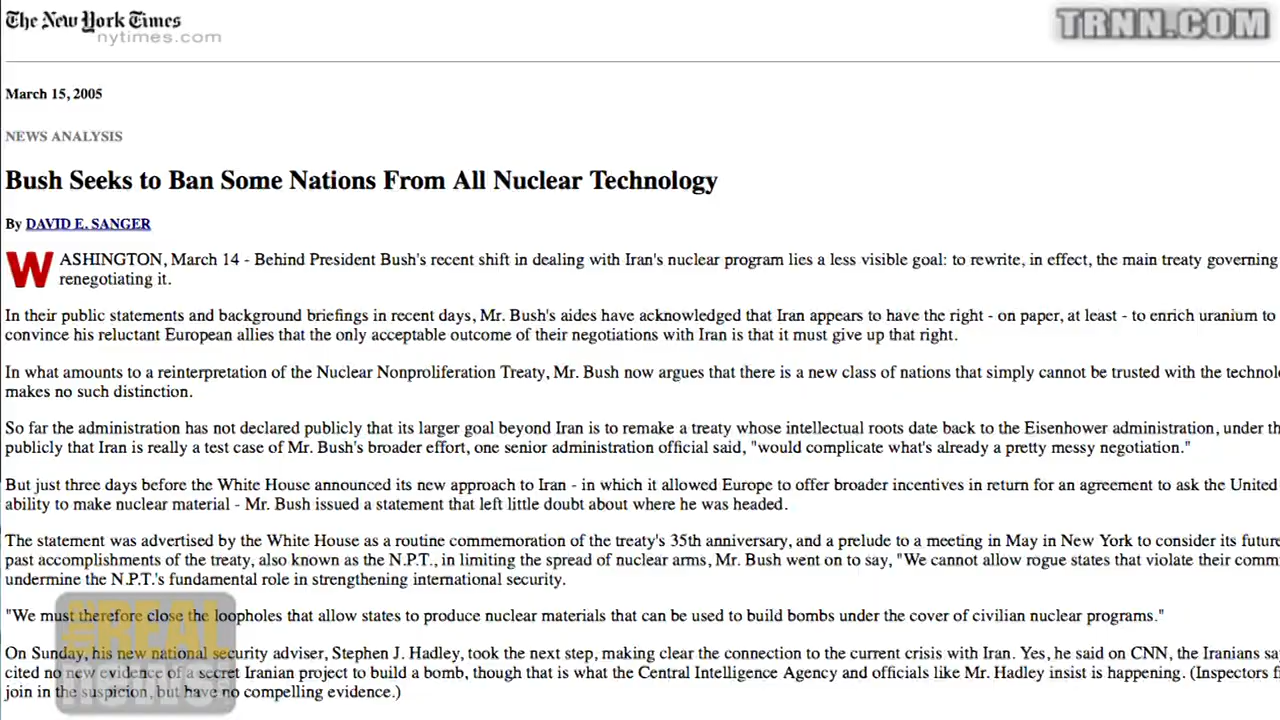 The New York Times
nytimes.com
TRNN.COM
March 15, 2005
NEWS ANALYSIS
Bush Seeks to Ban Some Nations From All Nuclear Technology
By DAVID E. SANGER
WASHINGTON, March 14 - Behind President Bush's recent shift in dealing with Iran's nuclear program lies a less visible goal: to rewrite, in effect, the main treaty governing
renegotiating it.
In their public statements and background briefings in recent days, Mr. Bush's aides have acknowledged that Iran appears to have the right - on paper, at least - to enrich uranium to
convince his reluctant European allies that the only acceptable outcome of their negotiations with Iran is that it must give up that right.
In what amounts to a reinterpretation of the Nuclear Nonproliferation Treaty, Mr. Bush now argues that there is a new class of nations that simply cannot be trusted with the technol
makes no such distinction.
So far the administration has not declared publicly that its larger goal beyond Iran is to remake a treaty whose intellectual roots date back to the Eisenhower administration, under th
publicly that Iran is really a test case of Mr. Bush's broader effort, one senior administration official said, "would complicate what's already a pretty messy negotiation."
But just three days before the White House announced its new approach to Iran - in which it allowed Europe to offer broader incentives in return for an agreement to ask the United
ability to make nuclear material - Mr. Bush issued a statement that left little doubt about where he was headed.
The statement was advertised by the White House as a routine commemoration of the treaty's 35th anniversary, and a prelude to a meeting in May in New York to consider its future
past accomplishments of the treaty, also known as the N.P.T., in limiting the spread of nuclear arms, Mr. Bush went on to say, "We cannot allow rogue states that violate their comm
undermine the N.P.T.'s fundamental role in strengthening international security.
"We must therefore close the loopholes that allow states to produce nuclear materials that can be used to build bombs under the cover of civilian nuclear programs."
On Sunday, his new national security adviser, Stephen J. Hadley, took the next step, making clear the connection to the current crisis with Iran. Yes, he said on CNN, the Iranians sa
cited no new evidence of a secret Iranian project to build a bomb, though that is what the Central Intelligence Agency and officials like Mr. Hadley insist is happening. (Inspectors f
join in the suspicion, but have no compelling evidence.)
THE REAL
NEWS